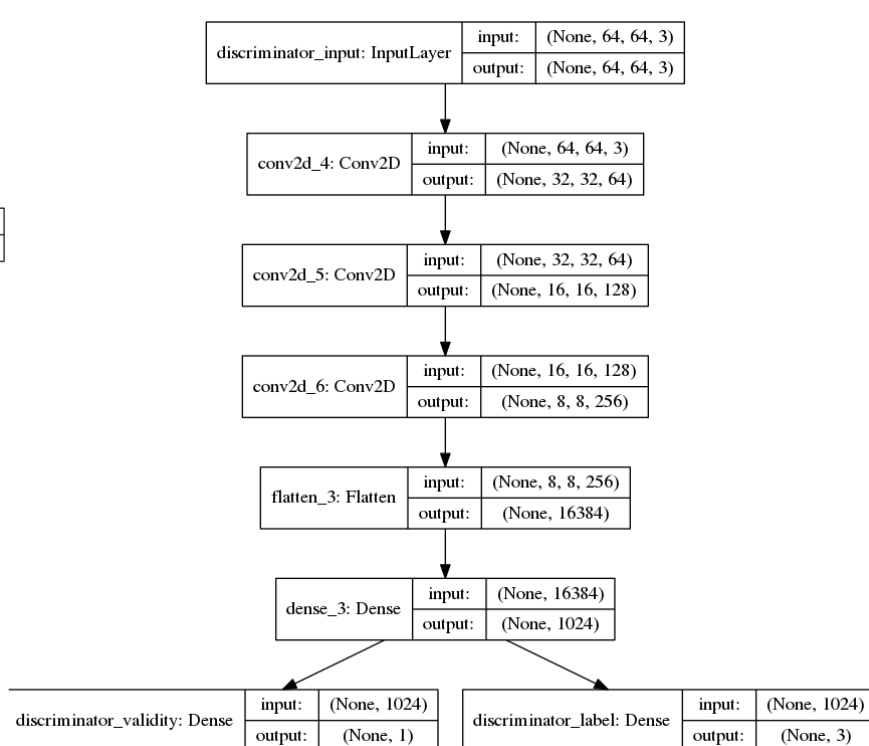 discriminator_input: InputLayer input: (None, 64, 64, 3)
output: (None, 64, 64, 3)
conv2d_4: Conv2D input: (None, 64, 64, 3)
output: (None, 32, 32, 64)
conv2d_5: Conv2D input: (None, 32, 32, 64)
output: (None, 16, 16, 128)
conv2d_6: Conv2D input: (None, 16, 16, 128)
output: (None, 8, 8, 256)
flatten_3: Flatten input: (None, 8, 8, 256)
output: (None, 16384)
dense_3: Dense input: (None, 16384)
output: (None, 1024)
discriminator_validity: Dense input: (None, 1024)
output: (None, 1)
discriminator_label: Dense input: (None, 1024)
output: (None, 3)